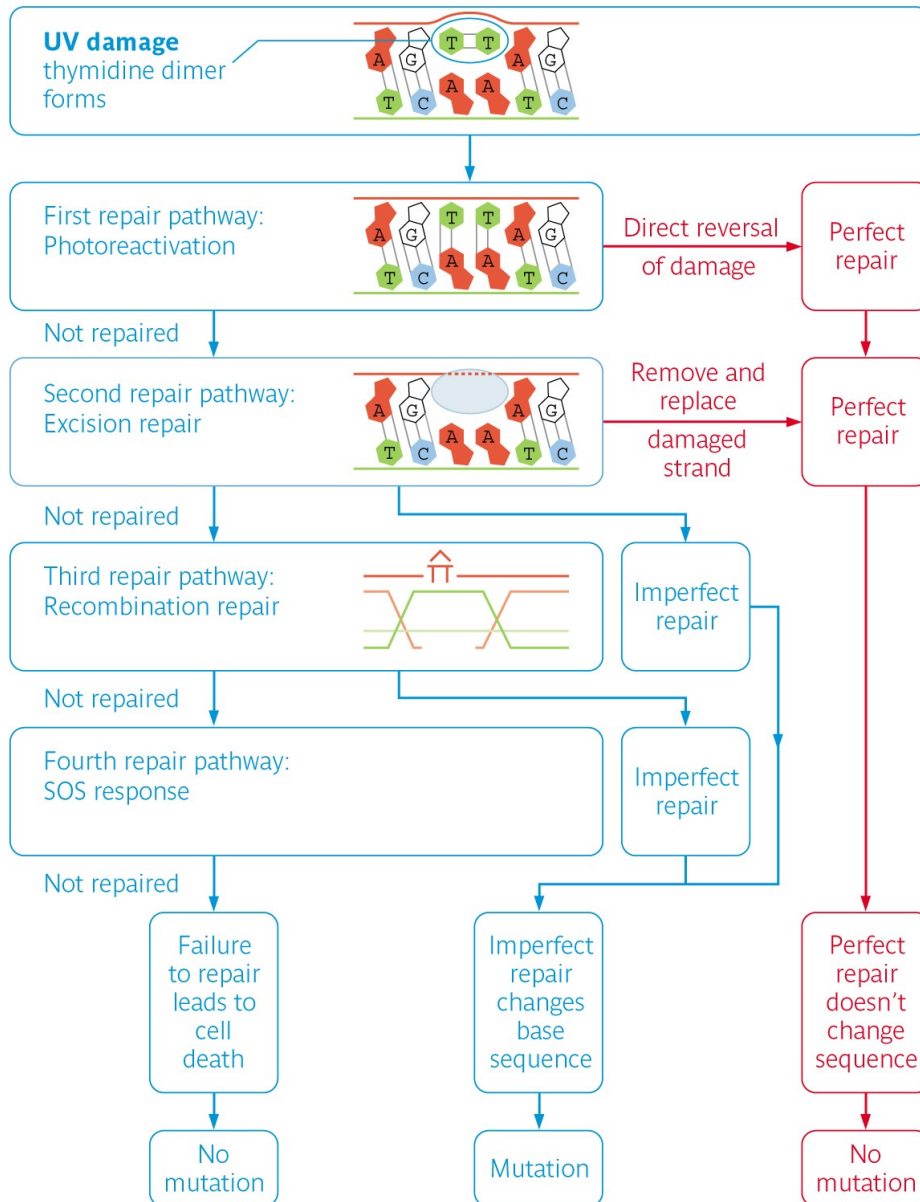 UV damage
thymidine dimer
forms
T T
A G A G
T C A A T C
First repair pathway:
Photoreactivation
A G T T A G
T C A A T C
Direct reversal
of damage
Perfect
repair
Not repaired
Second repair pathway:
Excision repair
A G A G
T C A A T C
Remove and
replace
damaged
strand
Perfect
repair
Not repaired
Third repair pathway:
Recombination repair
Imperfect
repair
Not repaired
Fourth repair pathway:
SOS response
Imperfect
repair
Not repaired
Failure
to repair
leads to
cell
death
Imperfect
repair
changes
base
sequence
Perfect
repair
doesn’t
change
sequence
No
mutation
Mutation
No
mutation